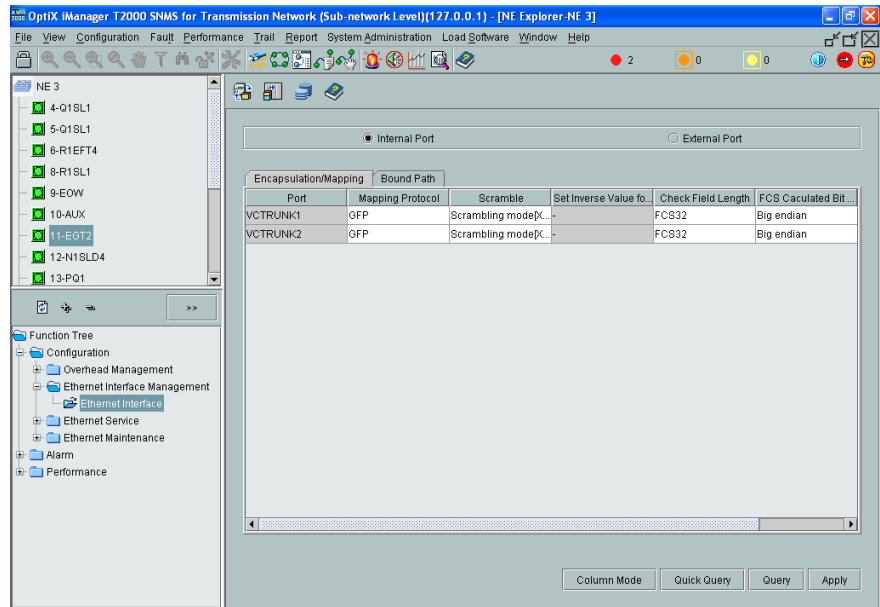 OptiX iManager T2000 SNMS for Transmission Network (Sub-network Level)(127.0.0.1) - [NE Explorer-NE 3]
File View Configuration Fault Performance Trail Report System Administration Load Software Window Help
2 0 0
NE 3
4-Q1SL1
5-Q1SL1
6-R1EFT4
8-R1SL1
9-EOW
10-AUX
11-EGT2
12-N1SLD4
13-PQ1
>>
Function Tree
Configuration
Overhead Management
Ethernet Interface Management
Ethernet Interface
Ethernet Service
Ethernet Maintenance
Alarm
Performance
Internal Port External Port
Encapsulation/Mapping Bound Path
Port Mapping Protocol Scramble Set Inverse Value fo... Check Field Length FCS Caculated Bit ...
VCTRUNK1 GFP Scrambling mode[X... - FCS32 Big endian
VCTRUNK2 GFP Scrambling mode[X... - FCS32 Big endian
Column Mode Quick Query Query Apply